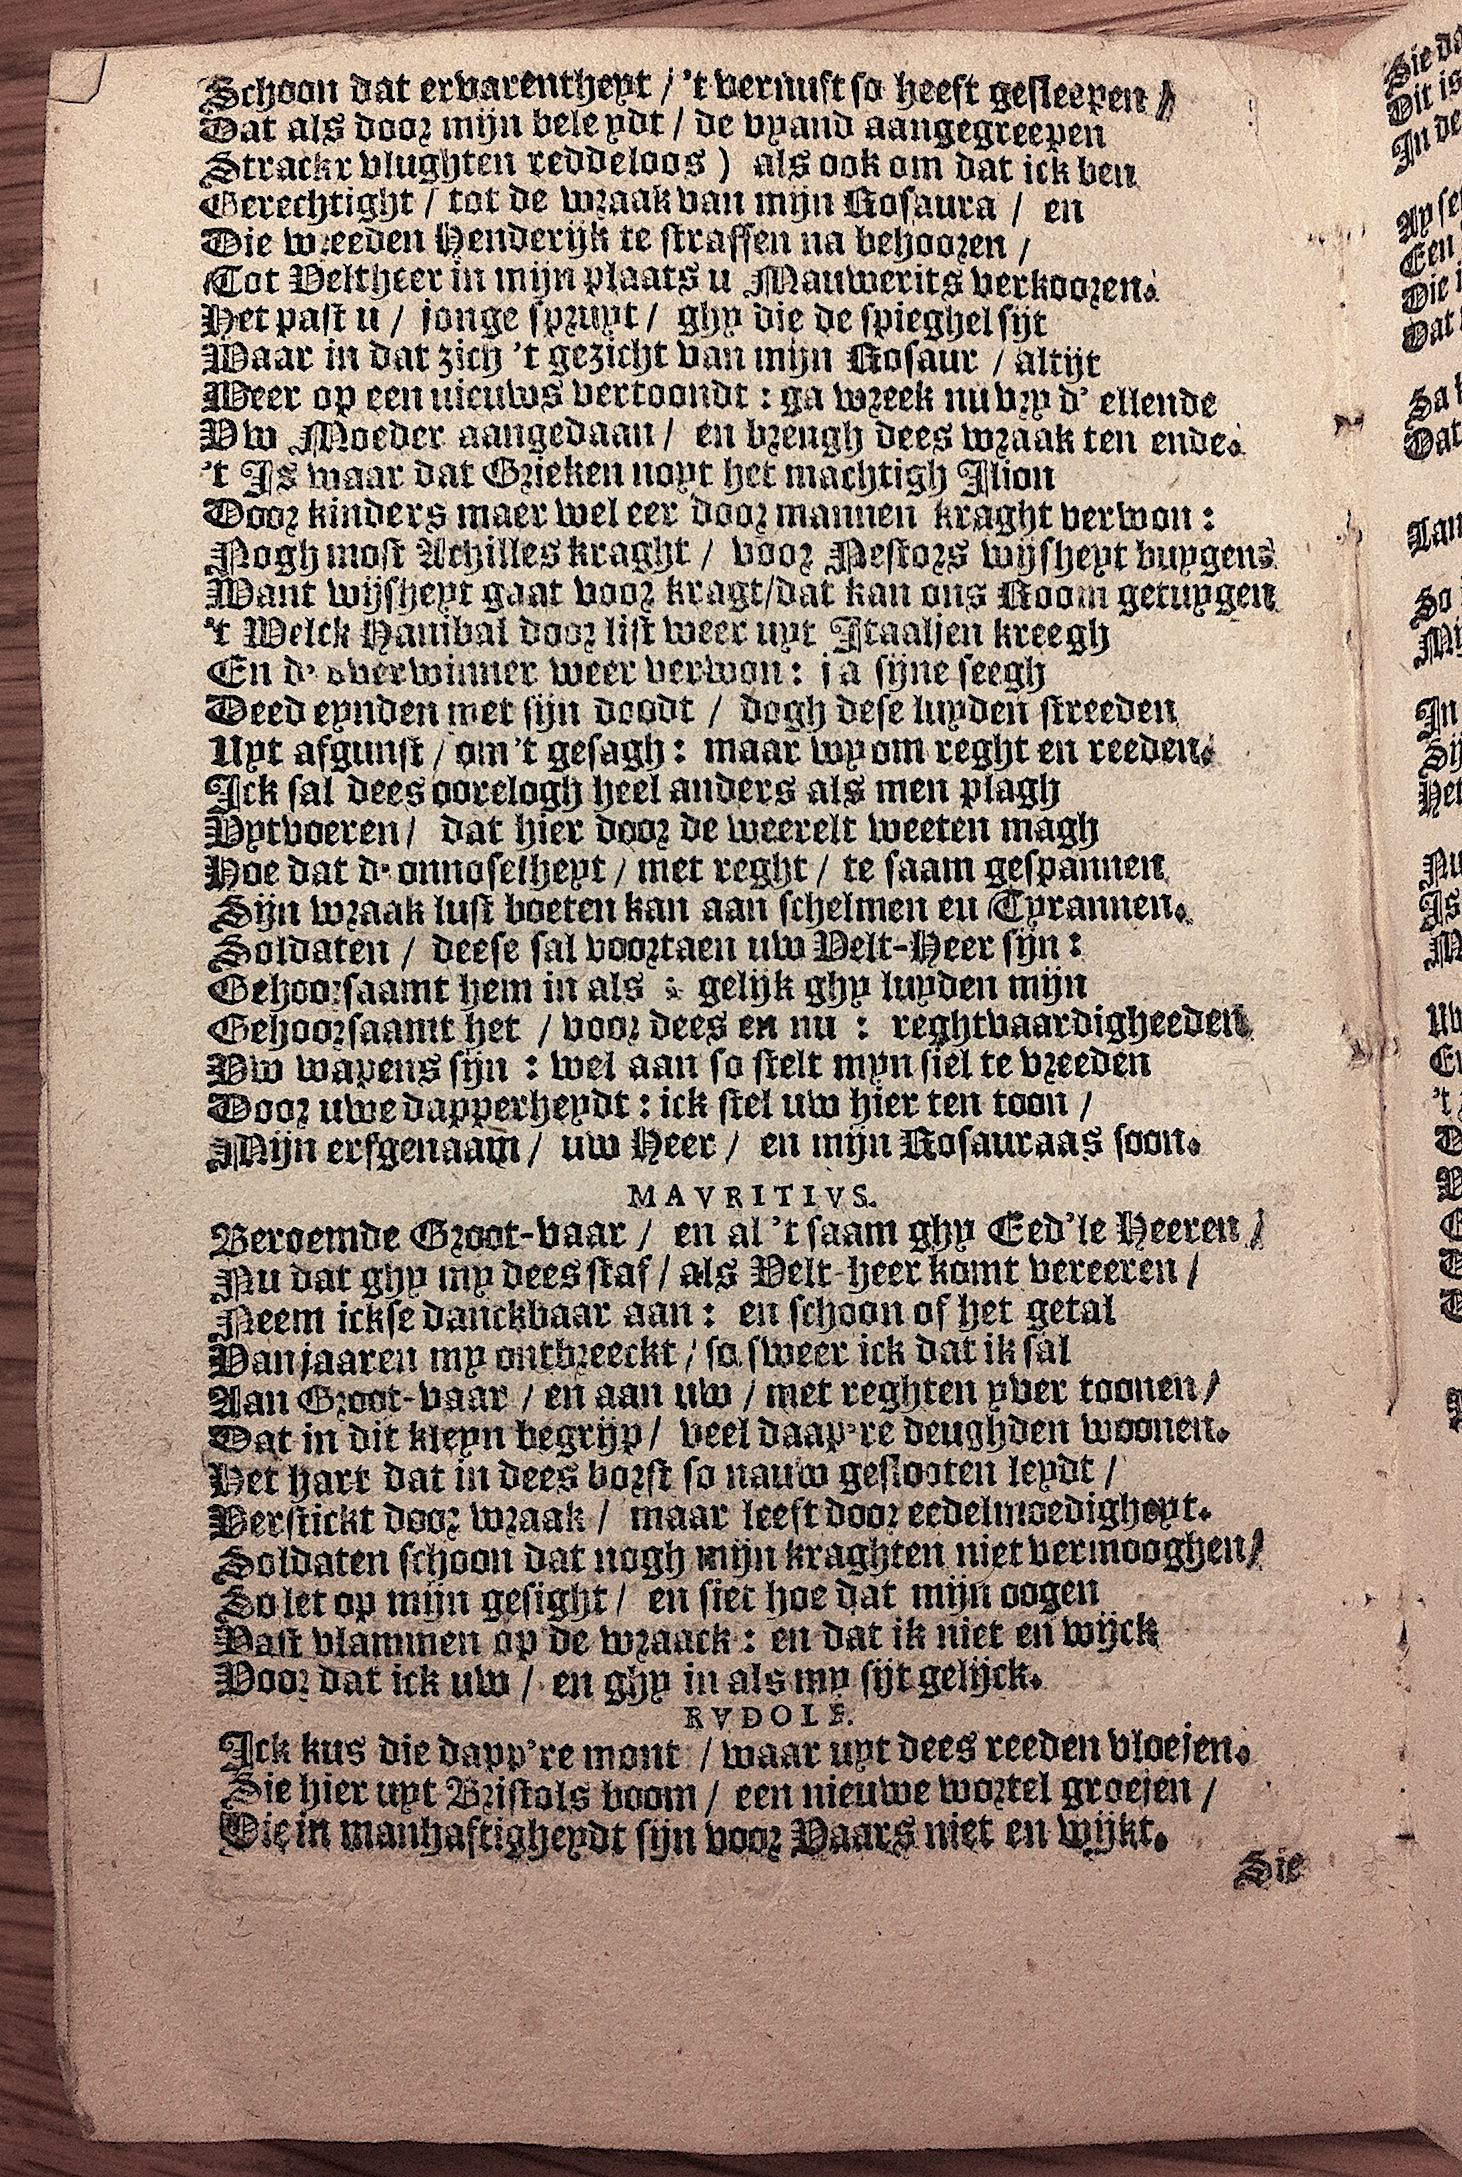 Schoon dat ervarentheyt / 't vernuft so heeft gesleepen /
Dat als door mijn beleydt / de vyand aangegreepen
Strackr vlughten reddeloos ) als ook om dat ick ben
Gerechtight / tot de wraak van mijn Rosaura / en
Die wreeden Henderijk te straffen na behooren /
Tot Veltheer in mijn plaats u Mauwerits verkooren.
Het past u / jonge spruyt / ghy die de spieghel sijt
Waar in dat zich 't gezicht van mijn Rosaur / altijt
Weer op een nieuws vertoondt : ga wreek nu vry d' ellende
Vw Moeder aangedaan / en brengh dees wraak ten ende.
't Is waar dat Grieken noyt het machtigh Ilion
Door kinders maer wel eer door mannen kraght verwon :
Nogh most Achilles kraght / voor Nestors wijsheyt buygens
Want wijsheyt gaat voor kragt/dat kan ons Room getuygen
't Welck Hanibal door list weer uyt Itaaljen kreegh
En d' overwinner weer verwon : ja sijne seegh
Deed eynden met sijn doodt / dogh dese luyden streeden
Uyt afgunst / om 't gesagh : maar wy om reght en reeden.
Ick sal dees oorelogh heel anders als men plagh
Vytvoeren / dat hier door de weerelt weeten magh
Hoe dat d' onnoselheyt / met reght / te saam gespannen
Sijn wraak lust boeten kan aan schelmen en Tyrannen.
Soldaten / deese sal voortaen uw Velt-Heer sijn :
Gehoorsaamt hem in als : gelijk ghy luyden mijn
Gehoorsaamt het / voor dees en nu : reghtvaardigheeden
Vw wapens sijn : wel aan so stelt myn siel te vreeden
Door uwe dapperheydt : ick stel uw hier ten toon /
Mijn erfgenaam / uw Heer / en mijn Rosauraas soon.
MAVRITIVS.
Beroemde Groot-vaar / en al 't saam ghy Eed'le Heeren /
Nu dat ghy my dees staf / als Velt-heer komt vereeren /
Neem ickse danckbaar aan : en schoon of het getal
Van jaaren my ontbreeckt / so sweer ick dat ik sal
Aan Groot-vaar / en aan uw / met reghten yver toonen /
Dat in dit kleyn begrijp / veel daap're deughden woonen.
Het hart dat in dees borst so nauw geslooten leydt /
Verstickt door wraak / maar leeft door eedelmoedigheyt.
Soldaten schoon dat nogh mijn kraghten niet vermooghen /
So let op mijn gesight / en siet hoe dat mijn oogen
Vast vlammen op de wraack : en dat ik niet en wijck
Voor dat ick uw / en ghy in als my sijt gelijck.
RVDOLF.
Ick kus die dapp're mont / waar uyt dees reeden vloejen.
Sie hier uyt Bristols boom / een nieuwe wortel groejen /
Die in manhaftigheydt sijn voor Vaars niet en wijkt.
Sie